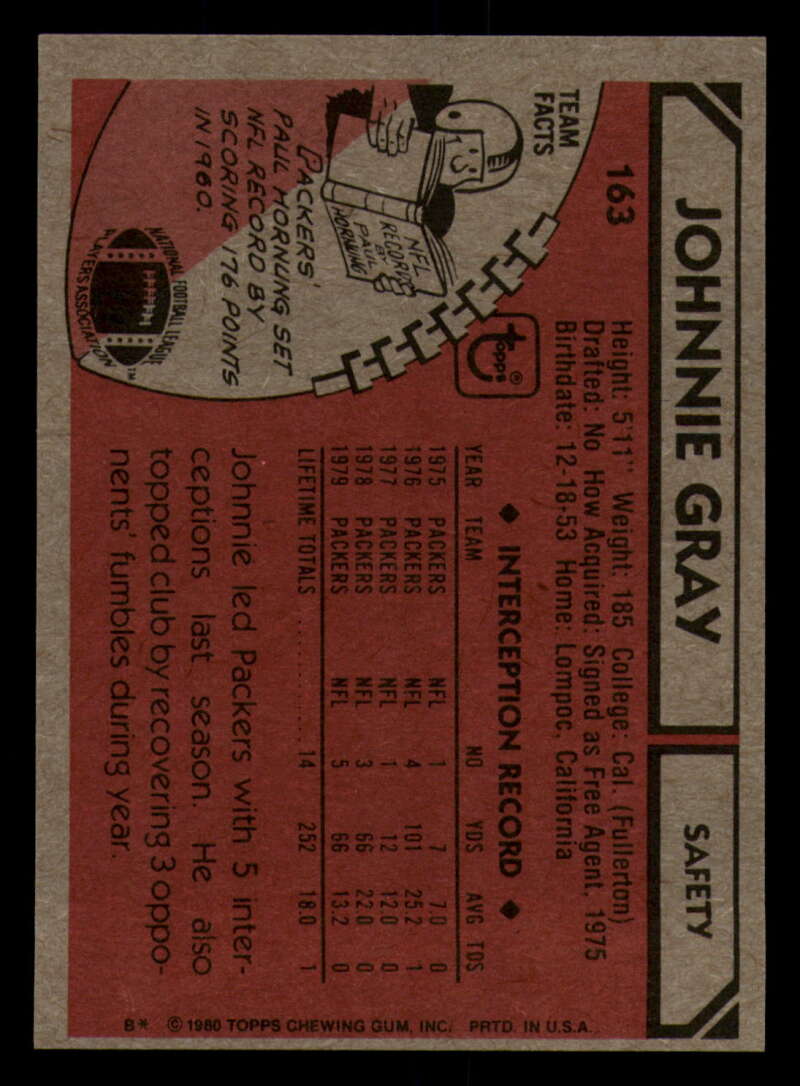 JOHNNIE GRAY
SAFETY
163
Height: 5'11" Weight: 185 College: Cal. (Fullerton)
Drafted: No How Acquired: Signed as Free Agent, 1975
Birthdate: 12-18-53 Home: Lompoc, California
TEAM
FACTS
NFL
RECORDS
BY
PAUL
HORNUNG
PACKERS'
PAUL HORNUNG SET
NFL RECORD BY
SCORING 176 POINTS
IN 1960.
NATIONAL FOOTBALL LEAGUE
PLAYERS ASSOCIATION™
NFLPA
topps®
◆ INTERCEPTION RECORD ◆
YEAR TEAM NO YDS AVG TDS
1975 PACKERS NFL 1 7 7.0 0
1976 PACKERS NFL 4 101 25.2 1
1977 PACKERS NFL 1 12 12.0 0
1978 PACKERS NFL 3 66 22.0 0
1979 PACKERS NFL 5 66 13.2 0
LIFETIME TOTALS . . . . . . . . 14 252 18.0 1
Johnnie led Packers with 5 inter-
ceptions last season. He also
topped club by recovering 3 oppo-
nents' fumbles during year.
B* © 1980 TOPPS CHEWING GUM, INC. PRTD. IN U.S.A.